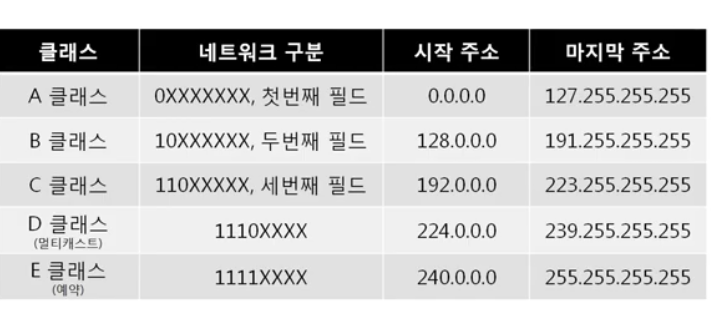 클래스 네트워크 구분 시작 주소 마지막 주소
A 클래스 0XXXXXXX, 첫번째 필드 0.0.0.0 127.255.255.255
B 클래스 10XXXXXX, 두번째 필드 128.0.0.0 191.255.255.255
C 클래스 110XXXXX, 세번째 필드 192.0.0.0 223.255.255.255
D 클래스 1110XXXX 224.0.0.0 239.255.255.255
(멀티캐스트)
E 클래스 1111XXXX 240.0.0.0 255.255.255.255
(예약)